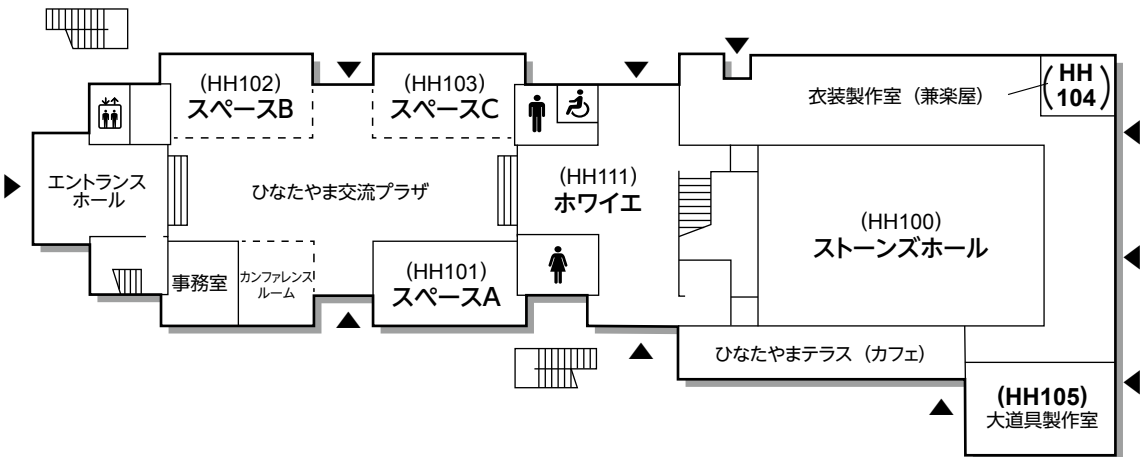 (HH102)
スペースB
(HH103)
スペースC
衣装製作室（兼楽屋）
(HH
104)
エントランス
ホール
ひなたやま交流プラザ
(HH111)
ホワイエ
(HH100)
ストーンズホール
事務室
カンファレンス
ルーム
(HH101)
スペースA
ひなたやまテラス（カフェ）
(HH105)
大道具製作室